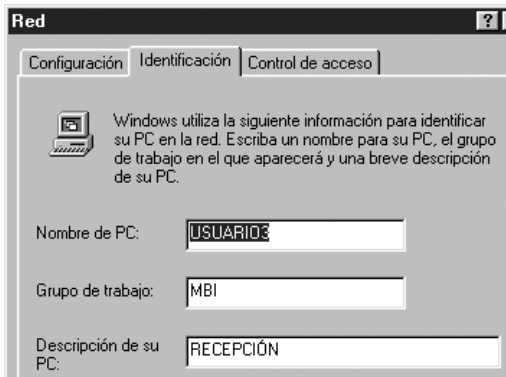 Red
?
Configuración
Identificación
Control de acceso
Windows utiliza la siguiente información para identificar
su PC en la red. Escriba un nombre para su PC, el grupo
de trabajo en el que aparecerá y una breve descripción
de su PC.
Nombre de PC:
USUARIO3
Grupo de trabajo:
MBI
Descripción de su
PC:
RECEPCIÓN